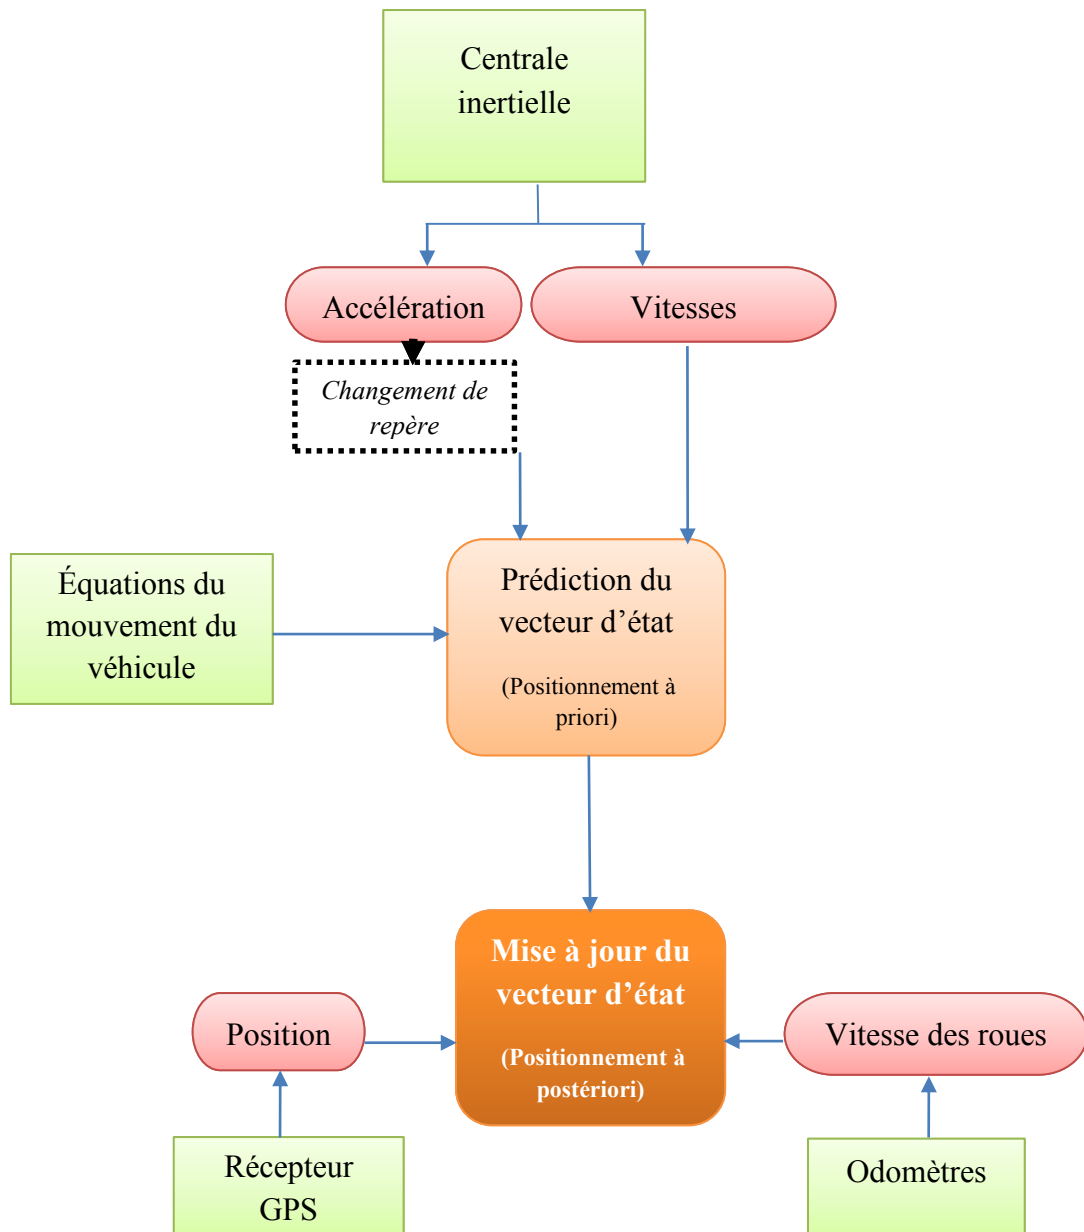 Centrale
inertielle
Accélération
Vitesses
Changement de
repère
Équations du
mouvement du
véhicule
Prédiction du
vecteur d’état
(Positionnement à
priori)
Mise à jour du
vecteur d’état
(Positionnement à
postériori)
Position
Vitesse des roues
Récepteur
GPS
Odomètres